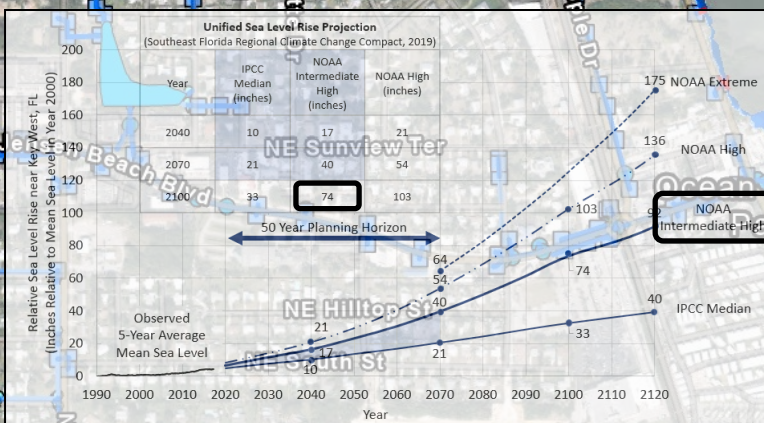 Unified Sea Level Rise Projection
(Southeast Florida Regional Climate Change Compact, 2019)
Year
IPCC
Median
(inches)
NOAA
Intermediate
High
(inches)
NOAA High
(inches)
2040 10 17 21
2070 21 40 54
2100 33 74 103
50 Year Planning Horizon
Relative Sea Level Rise near Key West, FL
(Inches Relative to Mean Sea Level in Year 2000)
200
180
160
140
120
100
80
60
40
20
0
Observed
5-Year Average
Mean Sea Level
175 NOAA Extreme
136 NOAA High
NOAA
Intermediate High
40 IPCC Median
103
74
33
64
54
40
21
21
17
10
NE Sunview Ter
Beach Blvd
NE Hilltop St
NE South St
Ocean
Dr
1990 2000 2010 2020 2030 2040 2050 2060 2070 2080 2090 2100 2110 2120
Year